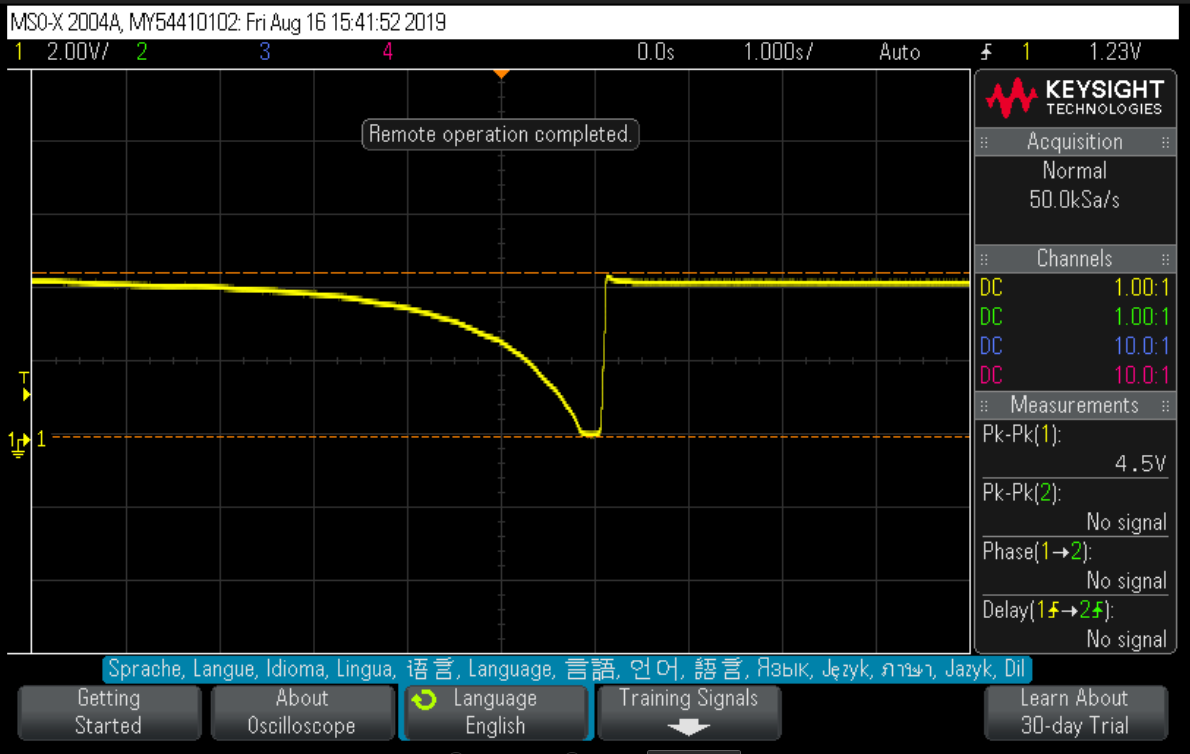 MSO-X 2004A, MY54410102: Fri Aug 16 15:41:52 2019
1 2.00V/ 2 3 4 0.0s 1.000s/ Auto 1 1.23V
KEYSIGHT
TECHNOLOGIES
Remote operation completed.
Acquisition
Normal
50.0kSa/s
Channels
DC 1.00:1
DC 1.00:1
DC 10.0:1
DC 10.0:1
T
1 1
Measurements
Pk-Pk(1):
4.5V
Pk-Pk(2):
No signal
Phase(1→2):
No signal
Delay(1→2):
No signal
Sprache, Langue, Idioma, Lingua, 语言, Language, 言語, 언어, 語言, Язык, Język, ภาษา, Jazyk, Dil
Getting
Started
About
Oscilloscope
Language
English
Training Signals
Learn About
30-day Trial